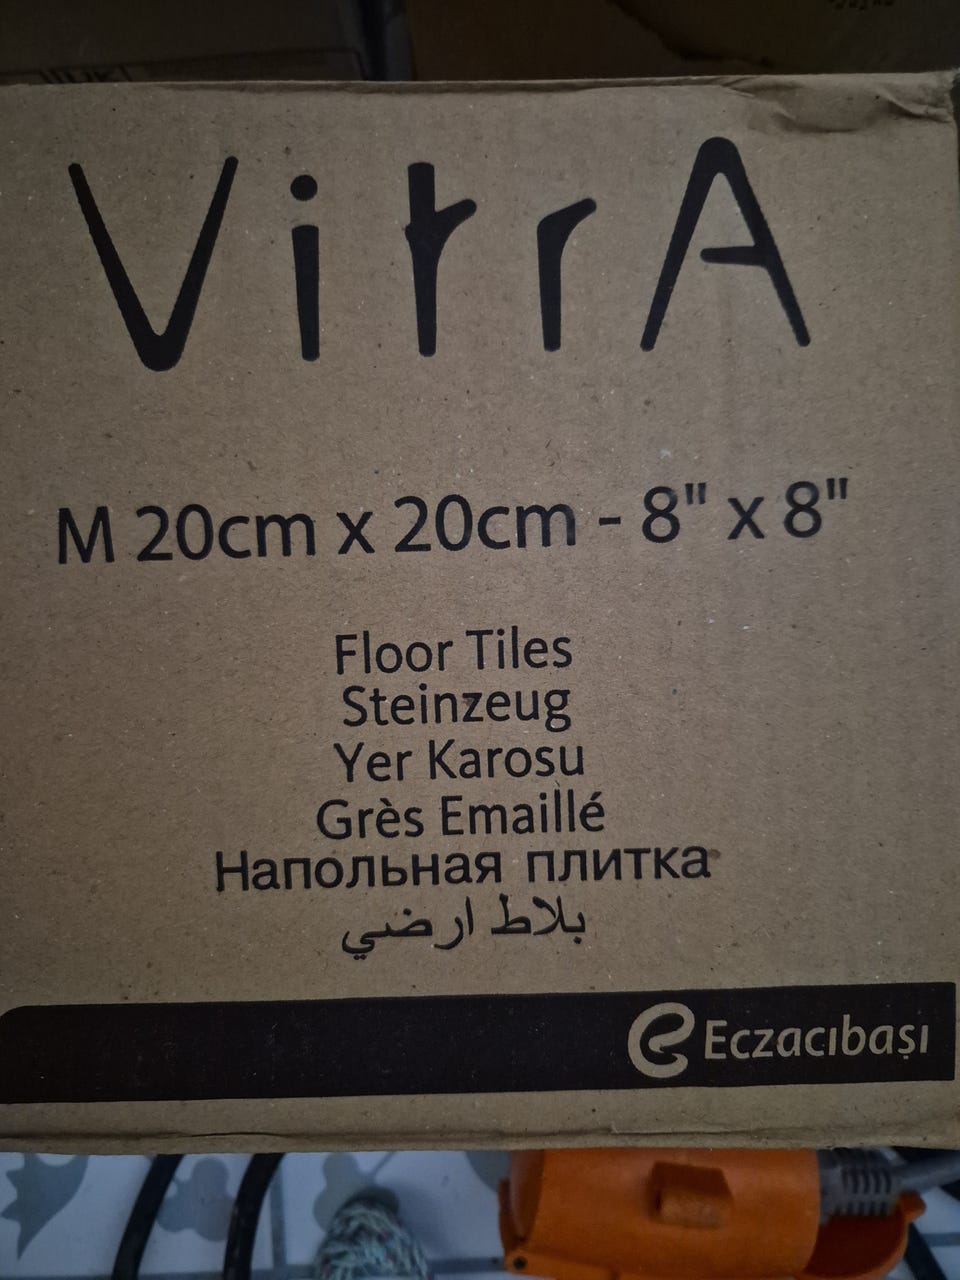 VitrA
M 20cm x 20cm - 8" x 8"
Floor Tiles
Steinzeug
Yer Karosu
Grès Emaillé
Напольная плитка
بلاط ارضي
Eczacıbaşı